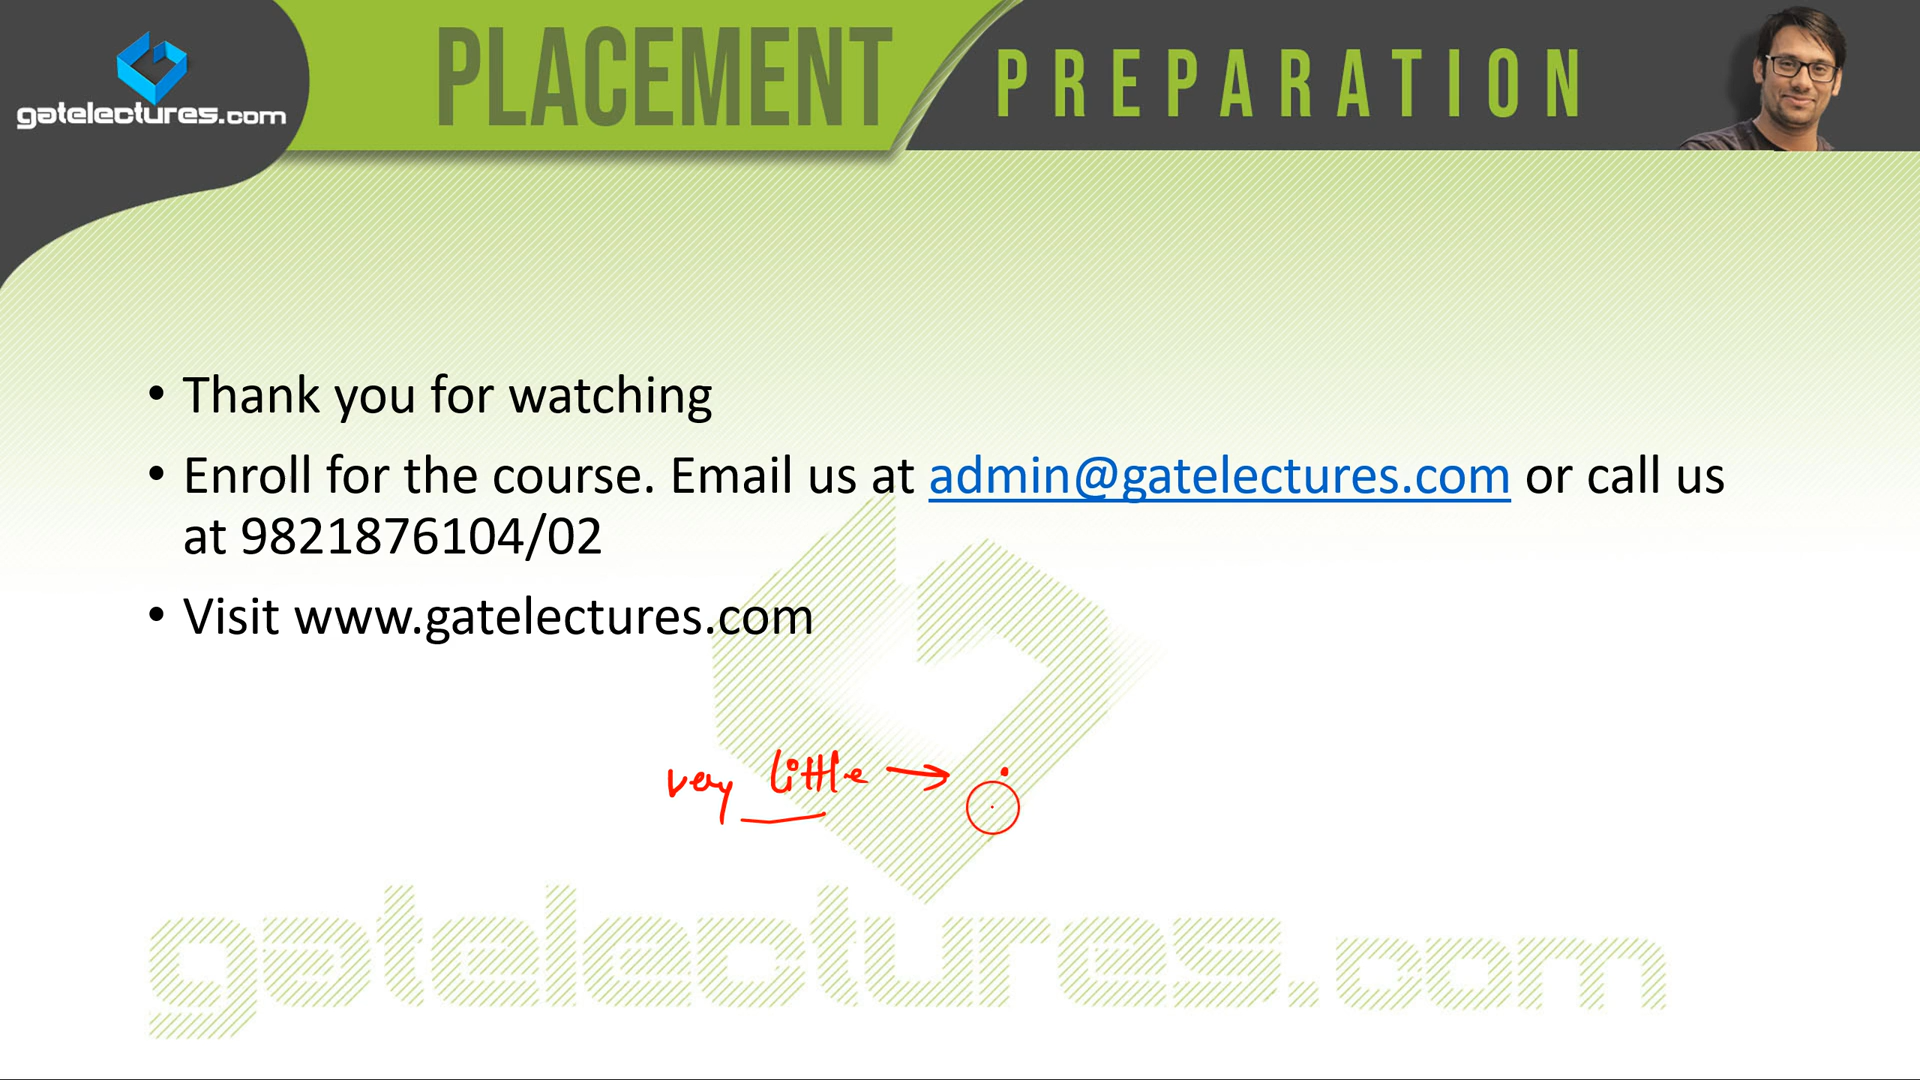 gatelectures.com
PLACEMENT PREPARATION
• Thank you for watching
• Enroll for the course. Email us at admin@gatelectures.com or call us
at 9821876104/02
• Visit www.gatelectures.com
very little →
gatelectures.com